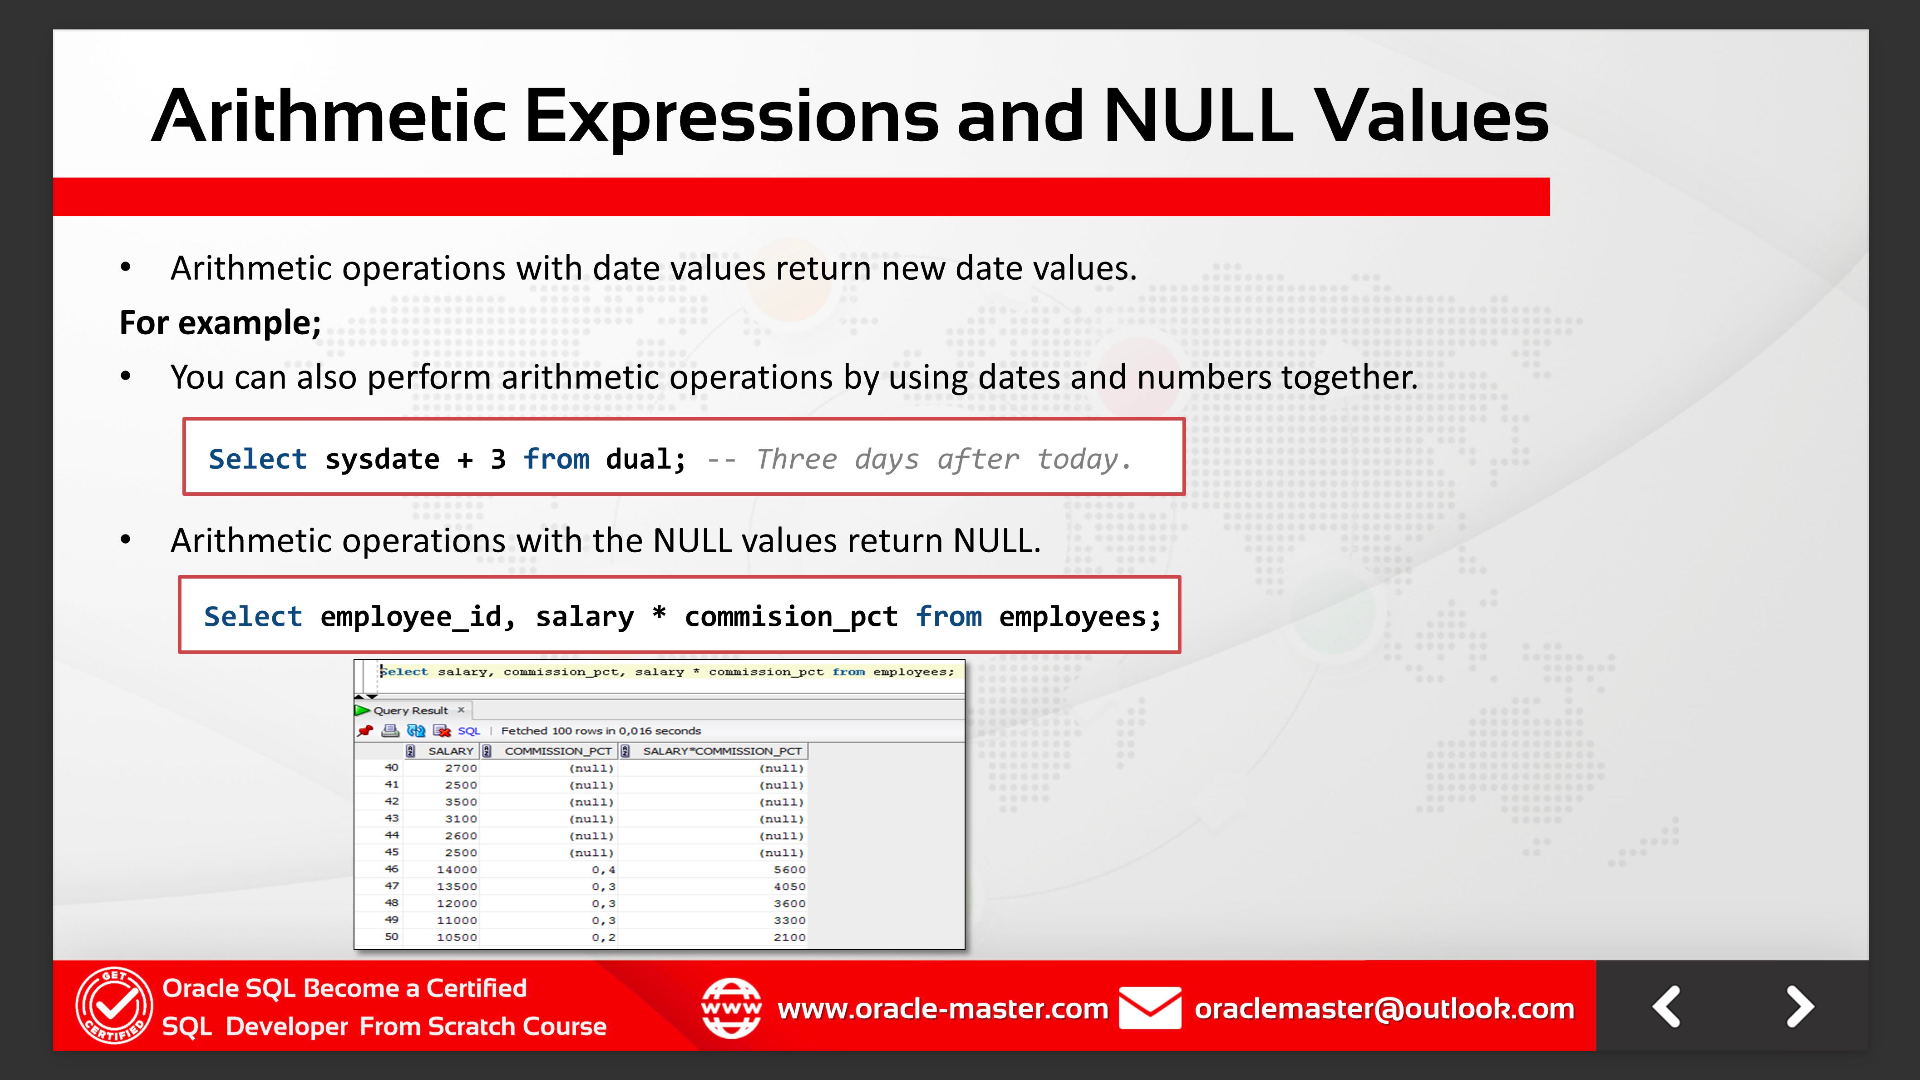 Arithmetic Expressions and NULL Values
• Arithmetic operations with date values return new date values.
For example;
• You can also perform arithmetic operations by using dates and numbers together.
Select sysdate + 3 from dual; -- Three days after today.
• Arithmetic operations with the NULL values return NULL.
Select employee_id, salary * commision_pct from employees;
Select salary, commission_pct, salary * commission_pct from employees;
Query Result ×
SQL | Fetched 100 rows in 0,016 seconds
SALARY COMMISSION_PCT SALARY*COMMISSION_PCT
40 2700 (null) (null)
41 2500 (null) (null)
42 3500 (null) (null)
43 3100 (null) (null)
44 2600 (null) (null)
45 2500 (null) (null)
46 14000 0,4 5600
47 13500 0,3 4050
48 12000 0,3 3600
49 11000 0,3 3300
50 10500 0,2 2100
GET CERTIFIED
Oracle SQL Become a Certified
SQL Developer From Scratch Course
WWW www.oracle-master.com oraclemaster@outlook.com